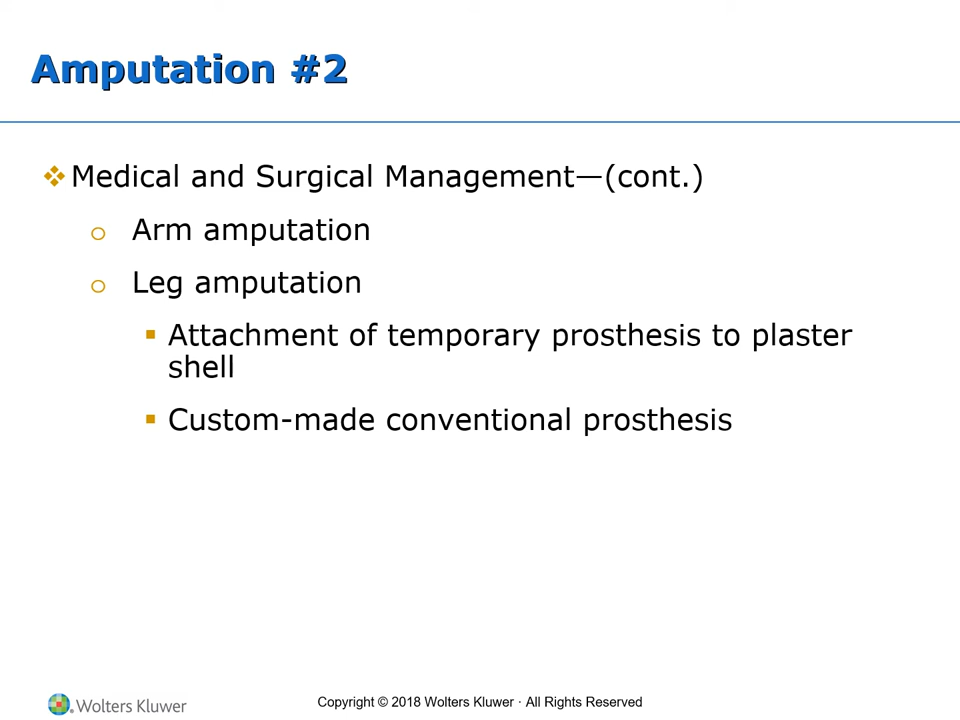 Amputation #2
Medical and Surgical Management—(cont.)
Arm amputation
Leg amputation
Attachment of temporary prosthesis to plaster
shell
Custom-made conventional prosthesis
Wolters Kluwer
Copyright © 2018 Wolters Kluwer · All Rights Reserved